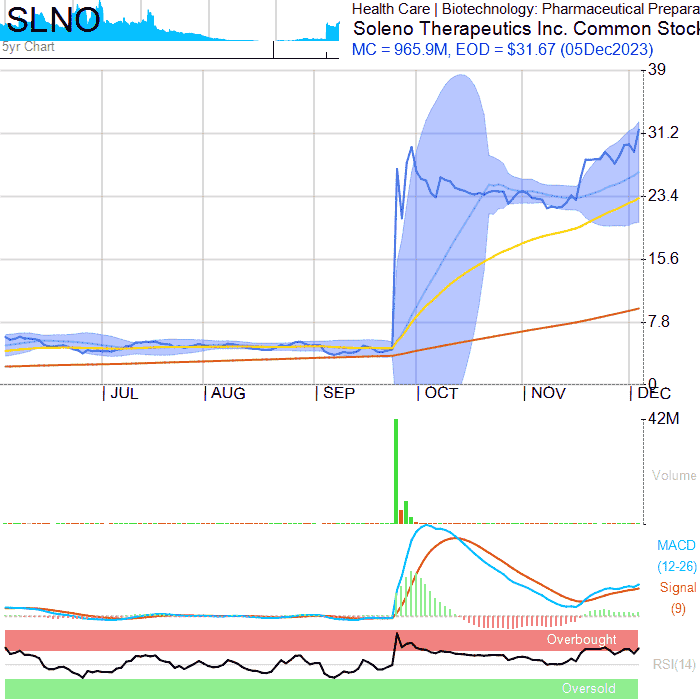 SLNO
5yr Chart
Health Care | Biotechnology: Pharmaceutical Prepara
Soleno Therapeutics Inc. Common Stock
MC = 965.9M, EOD = $31.67 (05Dec2023)
39
31.2
23.4
15.6
7.8
0
JUL
AUG
SEP
OCT
NOV
DEC
42M
Volume
MACD
(12-26)
Signal
(9)
Overbought
RSI(14)
Oversold